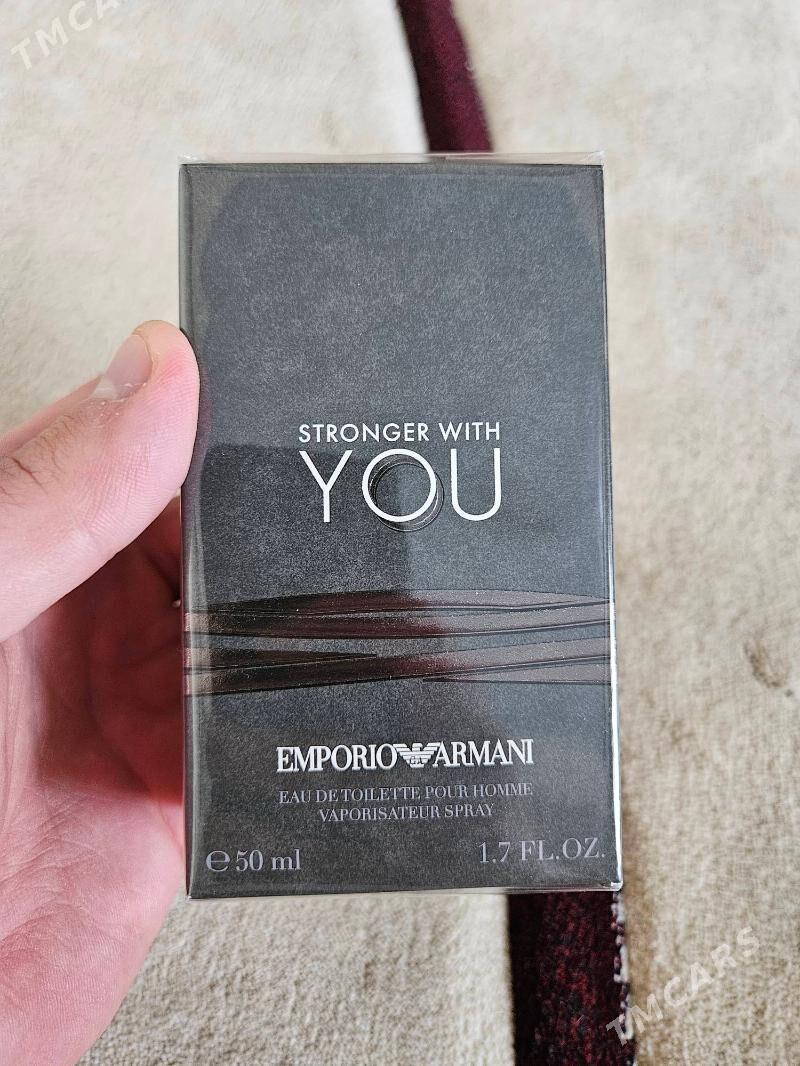 TMCARS
STRONGER WITH
YOU
EMPORIO ARMANI
EAU DE TOILETTE POUR HOMME
VAPORISATEUR SPRAY
℮ 50 ml 1.7 FL.OZ.
TMCARS